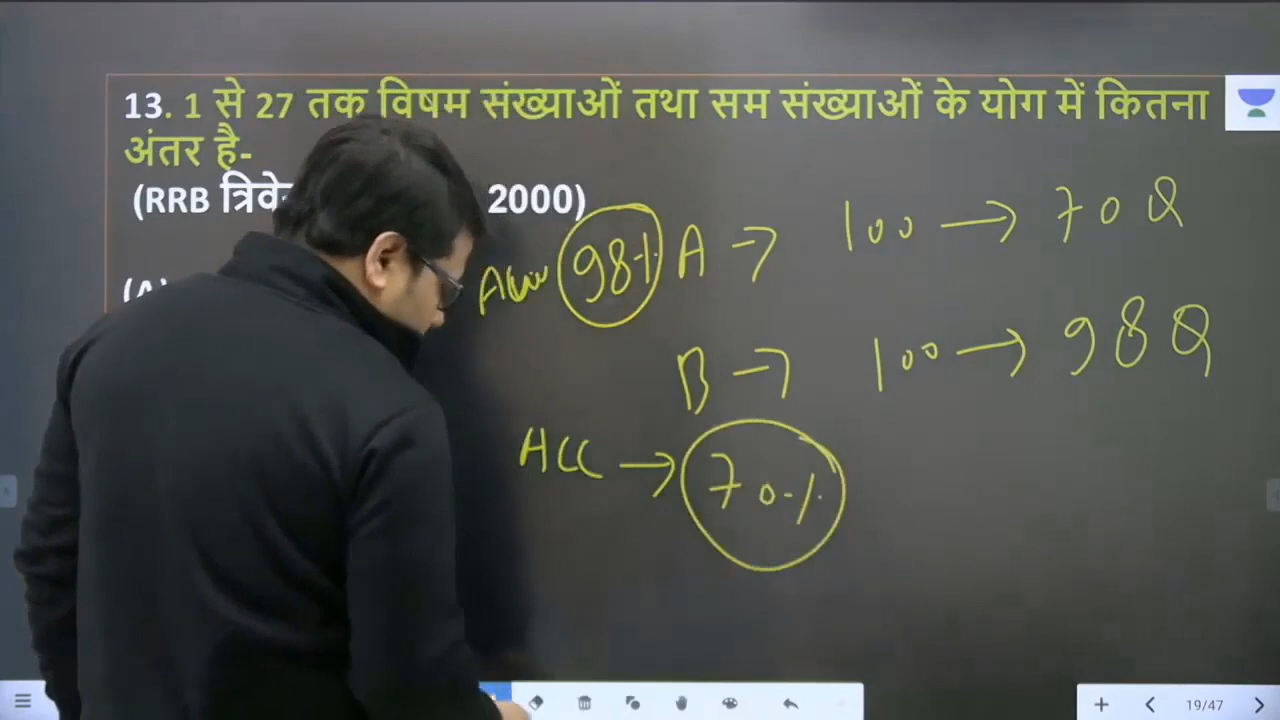 13. 1 से 27 तक विषम संख्याओं तथा सम संख्याओं के योग में कितना
अंतर है-
(RRB 2000)
98% A → 100 → 70 Q
B → 100 → 98 Q
Acc → 70%
19/47